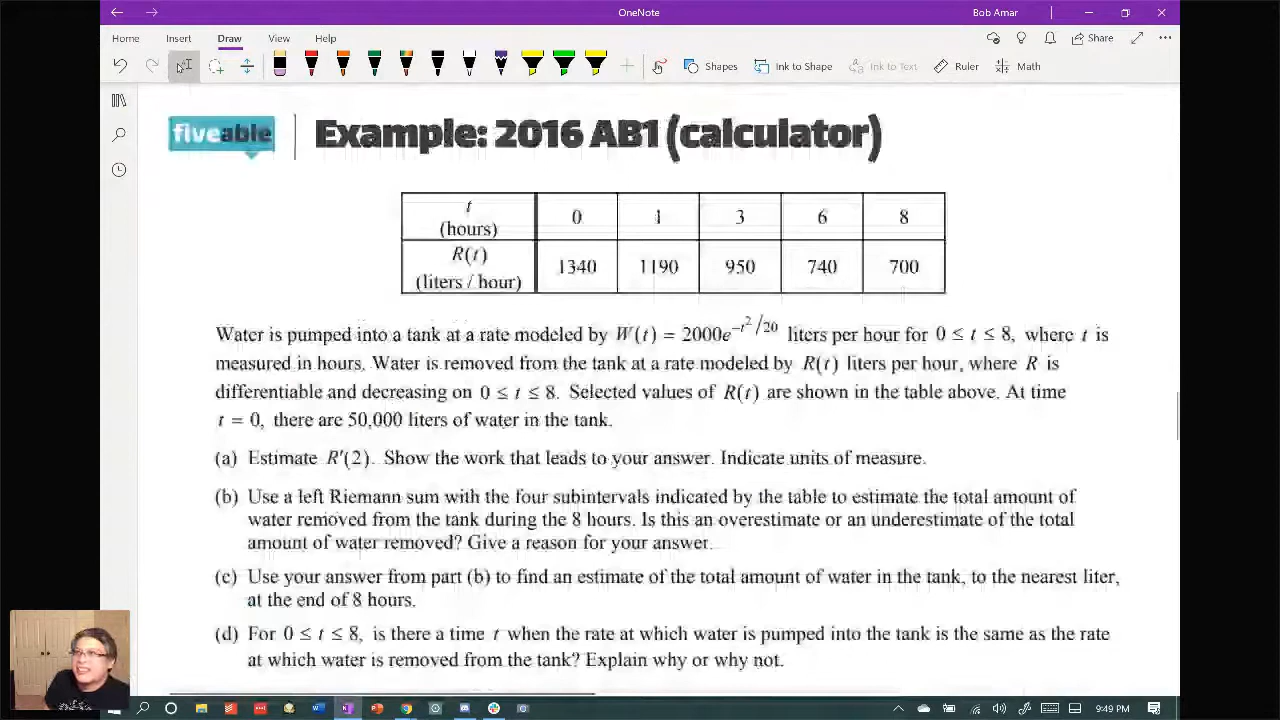 OneNote
Bob Amar
Home Insert Draw View Help
Share
Shapes Ink to Shape Ink to Text Ruler Math
fiveable
Example: 2016 AB1 (calculator)
t (hours) 0 1 3 6 8
R(t) (liters / hour) 1340 1190 950 740 700
Water is pumped into a tank at a rate modeled by W(t) = 2000e^{-t²/20} liters per hour for 0 ≤ t ≤ 8, where t is
measured in hours. Water is removed from the tank at a rate modeled by R(t) liters per hour, where R is
differentiable and decreasing on 0 ≤ t ≤ 8. Selected values of R(t) are shown in the table above. At time
t = 0, there are 50,000 liters of water in the tank.
(a) Estimate R′(2). Show the work that leads to your answer. Indicate units of measure.
(b) Use a left Riemann sum with the four subintervals indicated by the table to estimate the total amount of
water removed from the tank during the 8 hours. Is this an overestimate or an underestimate of the total
amount of water removed? Give a reason for your answer.
(c) Use your answer from part (b) to find an estimate of the total amount of water in the tank, to the nearest liter,
at the end of 8 hours.
(d) For 0 ≤ t ≤ 8, is there a time t when the rate at which water is pumped into the tank is the same as the rate
at which water is removed from the tank? Explain why or why not.
9:49 PM